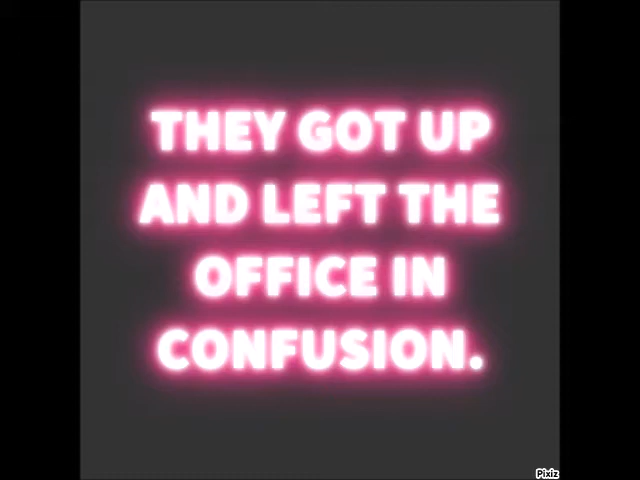 THEY GOT UP
AND LEFT THE
OFFICE IN
CONFUSION.
Pixiz